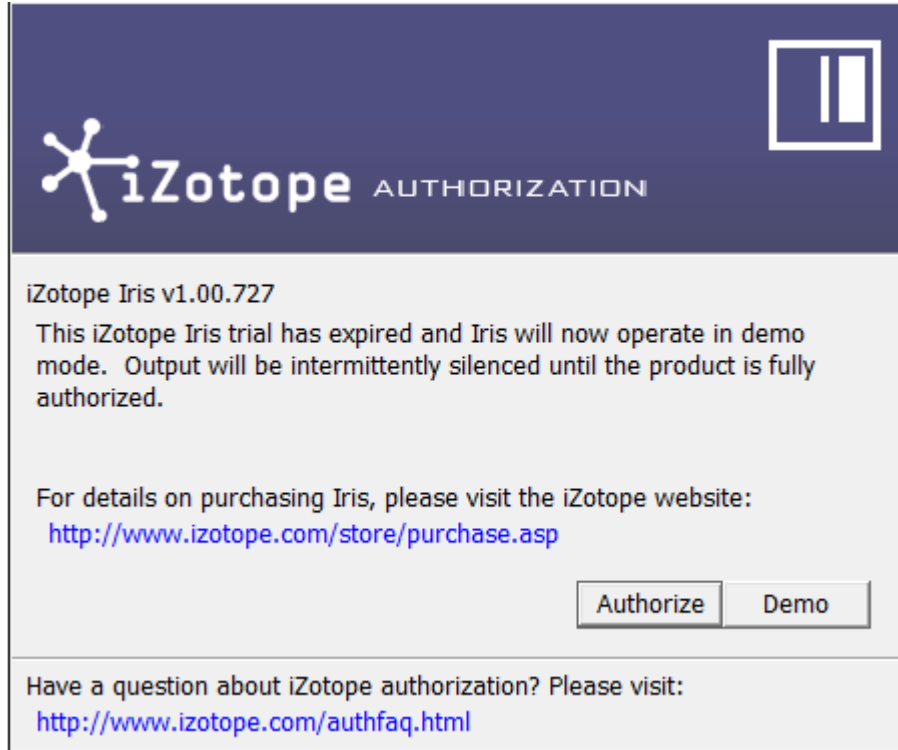 iZotope AUTHORIZATION
iZotope Iris v1.00.727
This iZotope Iris trial has expired and Iris will now operate in demo
mode.  Output will be intermittently silenced until the product is fully
authorized.
For details on purchasing Iris, please visit the iZotope website:
http://www.izotope.com/store/purchase.asp
Authorize Demo
Have a question about iZotope authorization? Please visit:
http://www.izotope.com/authfaq.html